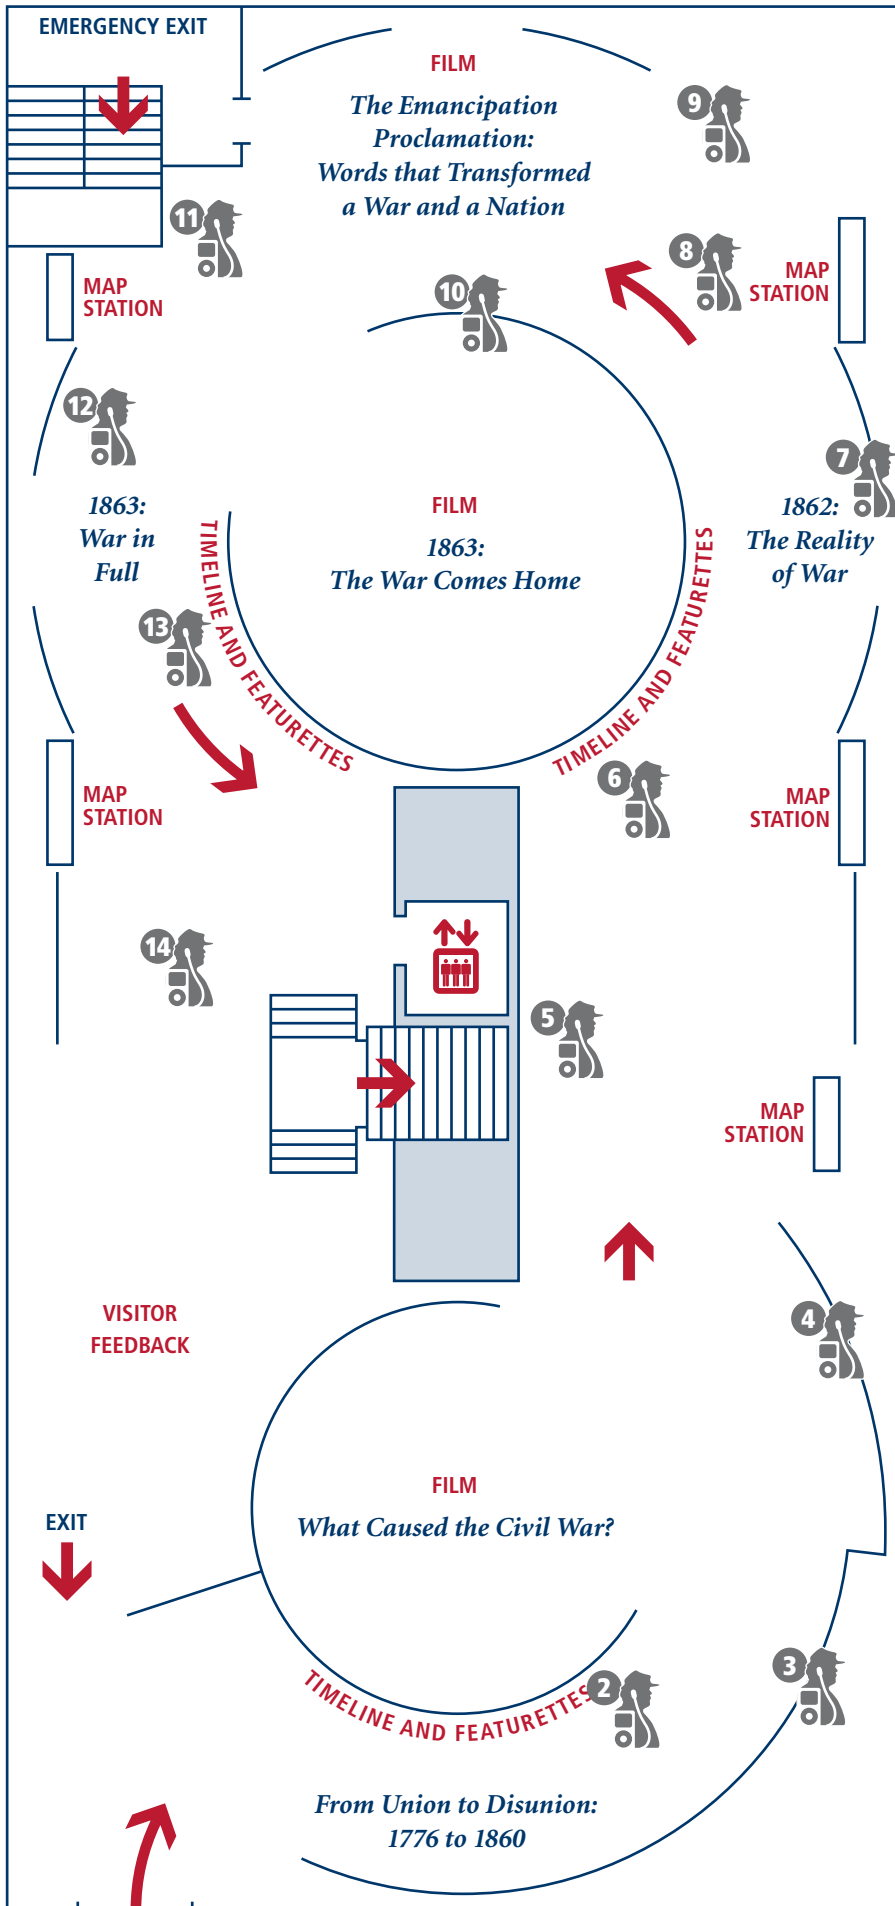 EMERGENCY EXIT
FILM
The Emancipation
Proclamation:
Words that Transformed
a War and a Nation
9
11
8
MAP
STATION
MAP
STATION
10
12
7
1863:
War in
Full
FILM
1863:
The War Comes Home
1862:
The Reality
of War
TIMELINE AND FEATURETTES
TIMELINE AND FEATURETTES
13
6
MAP
STATION
MAP
STATION
14
5
MAP
STATION
VISITOR
FEEDBACK
4
FILM
What Caused the Civil War?
EXIT
3
2
TIMELINE AND FEATURETTES
From Union to Disunion:
1776 to 1860